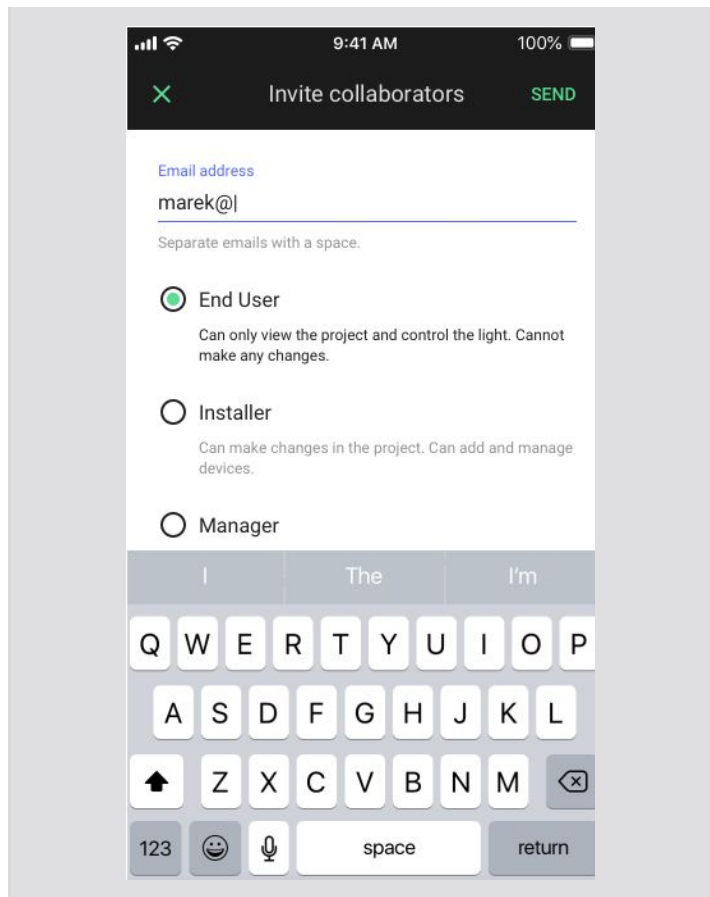 9:41 AM 100%
Invite collaborators SEND
Email address
marek@
Separate emails with a space.
End User
Can only view the project and control the light. Cannot
make any changes.
Installer
Can make changes in the project. Can add and manage
devices.
Manager
I The I'm
Q W E R T Y U I O P
A S D F G H J K L
Z X C V B N M
123 space return